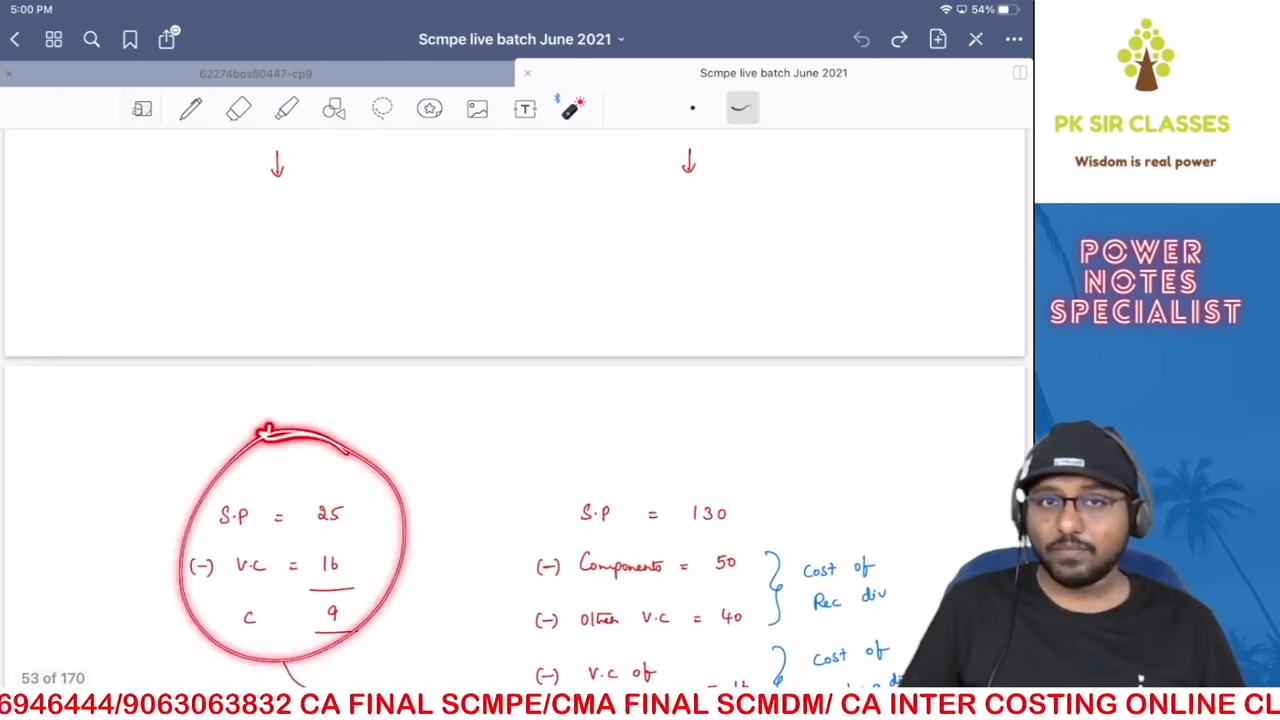 5:00 PM
54%
Scmpe live batch June 2021
62274bos50447-cp9
Scmpe live batch June 2021
T
PK SIR CLASSES
Wisdom is real power
POWER
NOTES
SPECIALIST
S.P = 25
(-) V.C = 16
C 9
S.P = 130
(-) Components = 50
(-) Other V.C = 40
Cost of
Rec div
(-) V.C of
= 16
Cost of
53 of 170
6946444/9063063832 CA FINAL SCMPE/CMA FINAL SCMDM/ CA INTER COSTING ONLINE CL